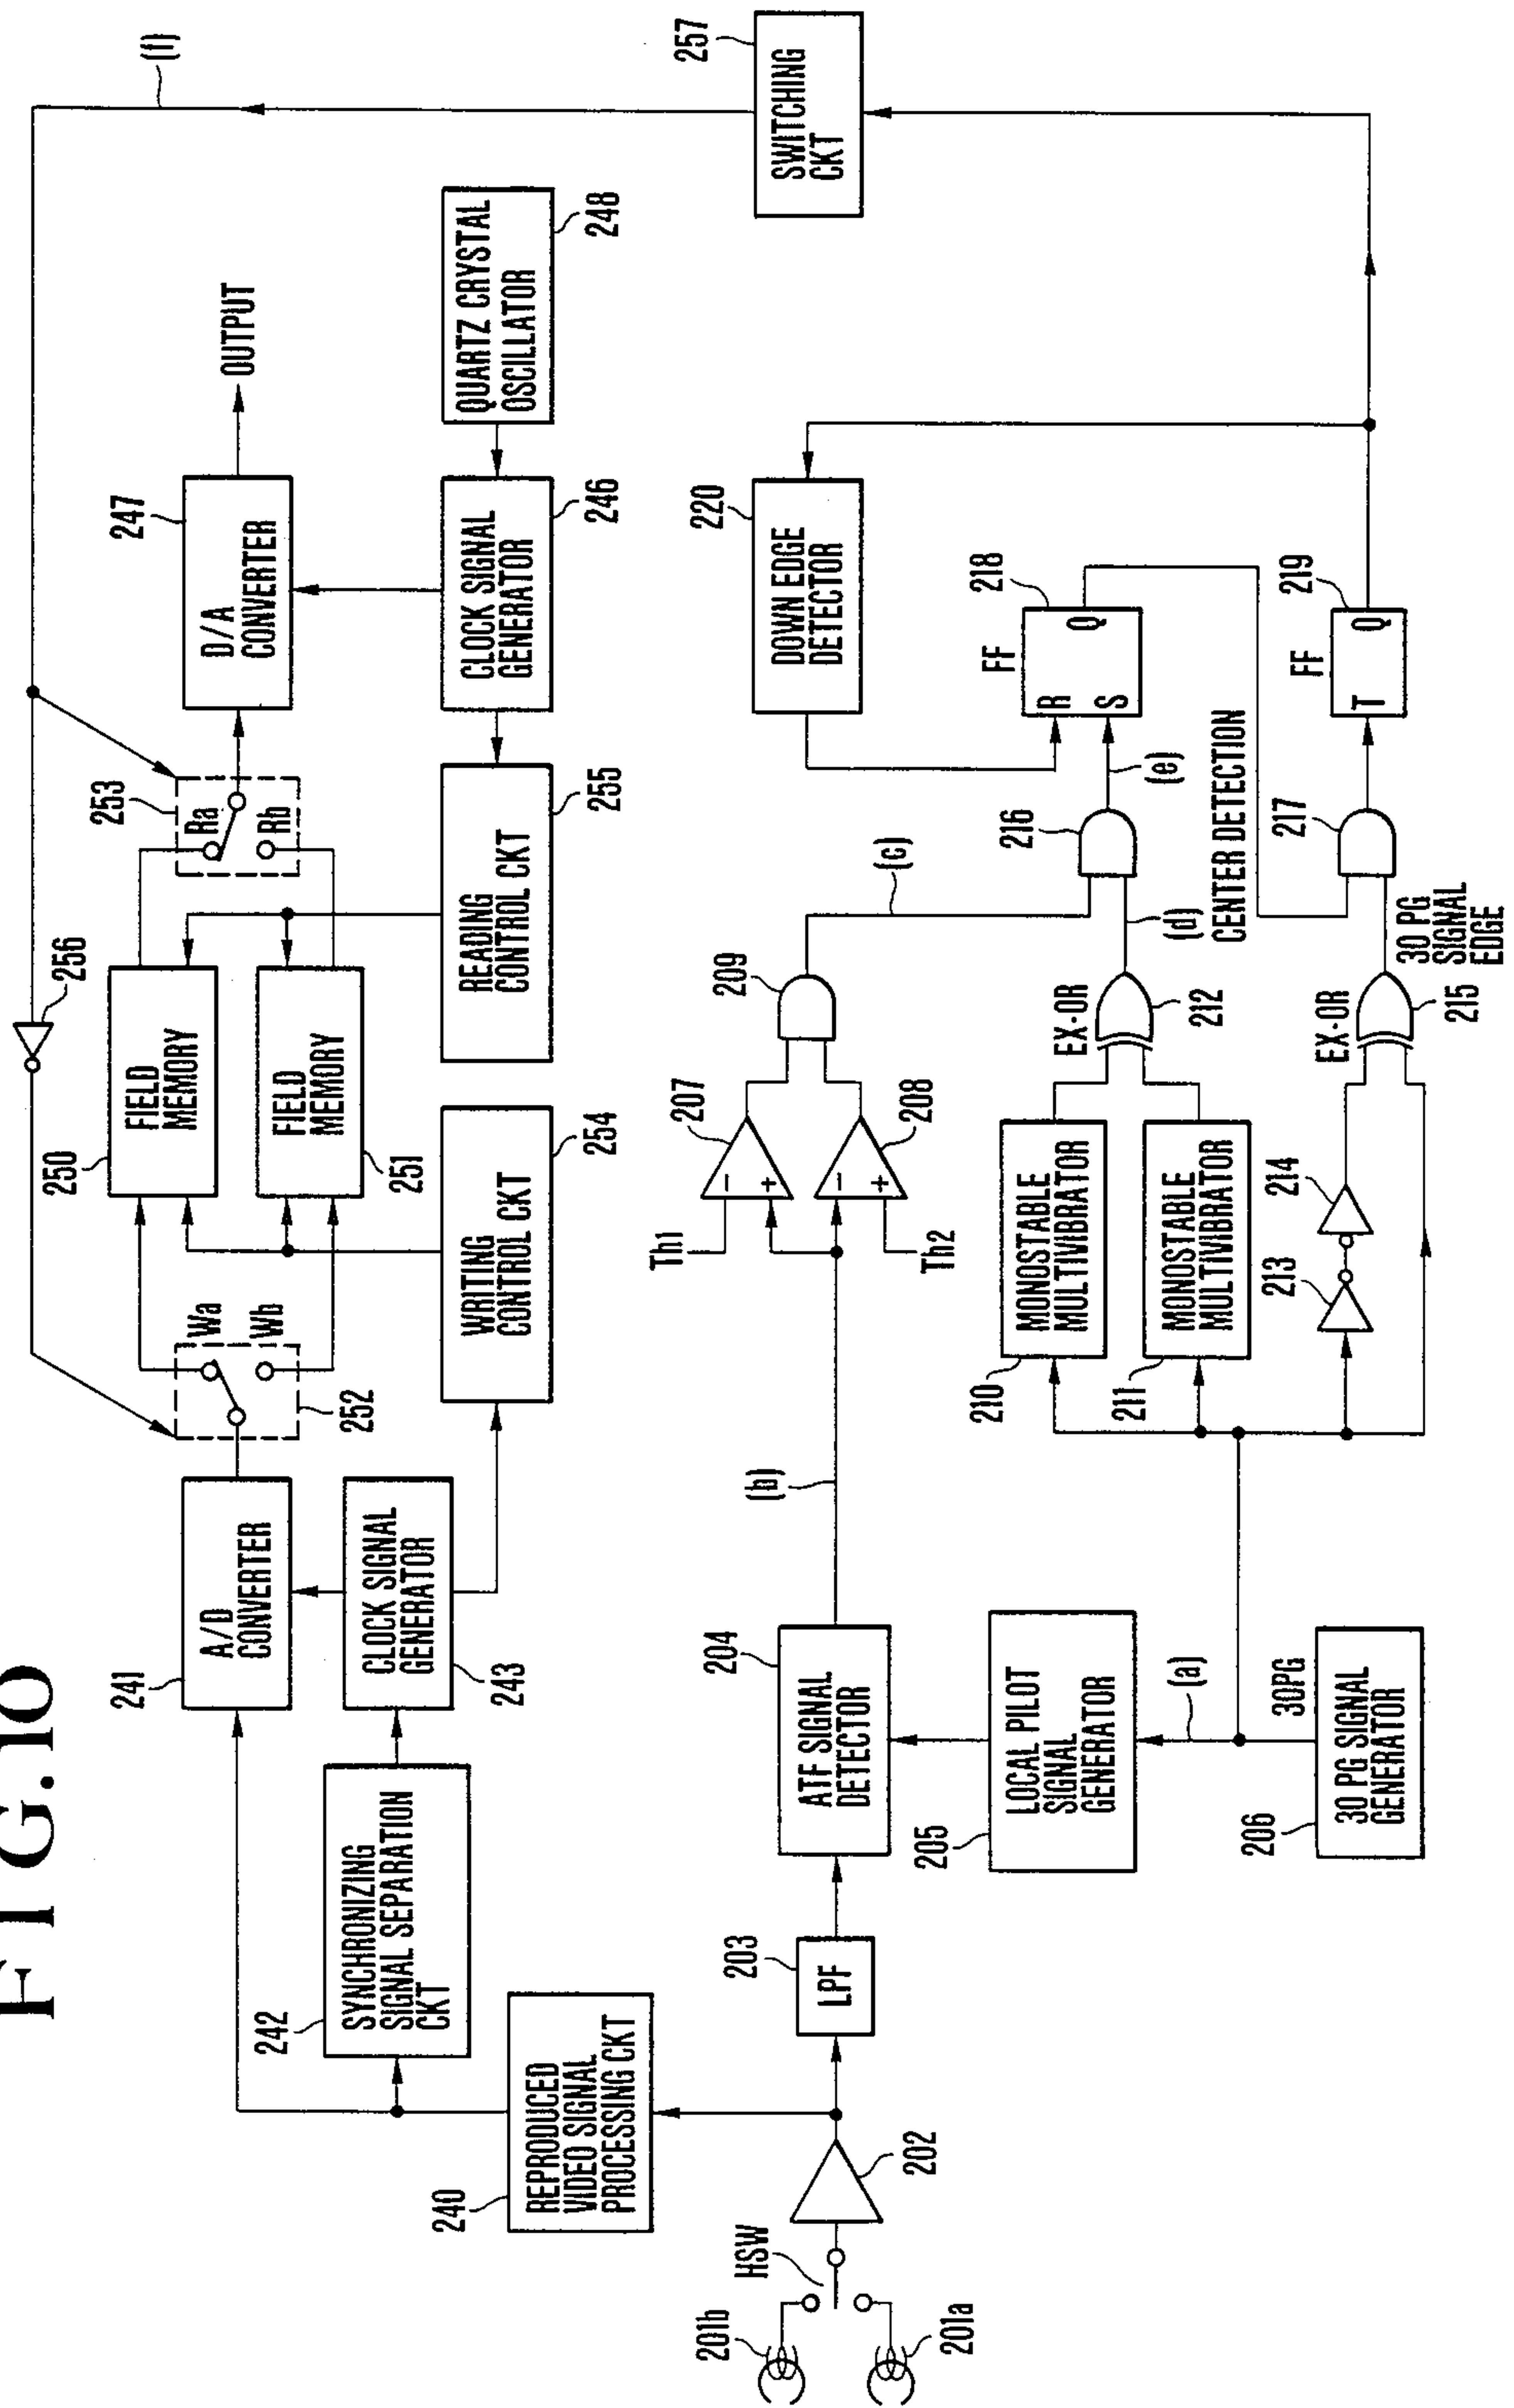 FIG.10
241
A/D
CONVERTER
252
Wa
Wb
250
FIELD
MEMORY
FIELD
MEMORY
251
256
253
Ra
Rb
247
D/A
CONVERTER
OUTPUT
(f)
242
SYNCHRONIZING
SIGNAL SEPARATION
CKT
CLOCK SIGNAL
GENERATOR
243
WRITING
CONTROL CKT
254
READING
CONTROL CKT
255
CLOCK SIGNAL
GENERATOR
246
QUARTZ CRYSTAL
OSCILLATOR
248
240
REPRODUCED
VIDEO SIGNAL
PROCESSING CKT
201b
201a
HSW
202
203
LPF
204
ATF SIGNAL
DETECTOR
(b)
Th1
Th2
207
-
+
-
+
208
209
(c)
220
DOWN EDGE
DETECTOR
257
SWITCHING
CKT
205
LOCAL PILOT
SIGNAL
GENERATOR
(a)
30PG
206
30 PG SIGNAL
GENERATOR
210
MONOSTABLE
MULTIVIBRATOR
211
MONOSTABLE
MULTIVIBRATOR
213
214
EX-OR
212
(d)
EX-OR
215
30 PG
SIGNAL
EDGE
216
(e)
CENTER DETECTION
217
FF
218
R
S
Q
FF
219
T
Q